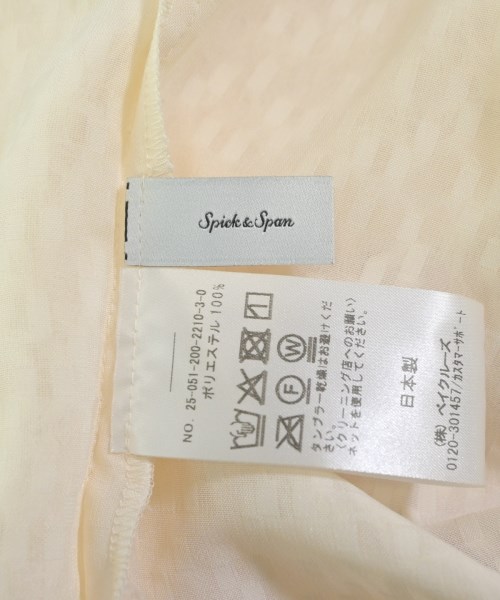 Spick & Span
NO. 25-051-200-2210-3-0
ポリエステル 100%
F W
タンブラー乾燥はお避けくだ
さい。
(クリーニング店へのお願い)
ネットを使用してください。
日本製
(株) ベイクルーズ
0120-301457/カスタマーサポート